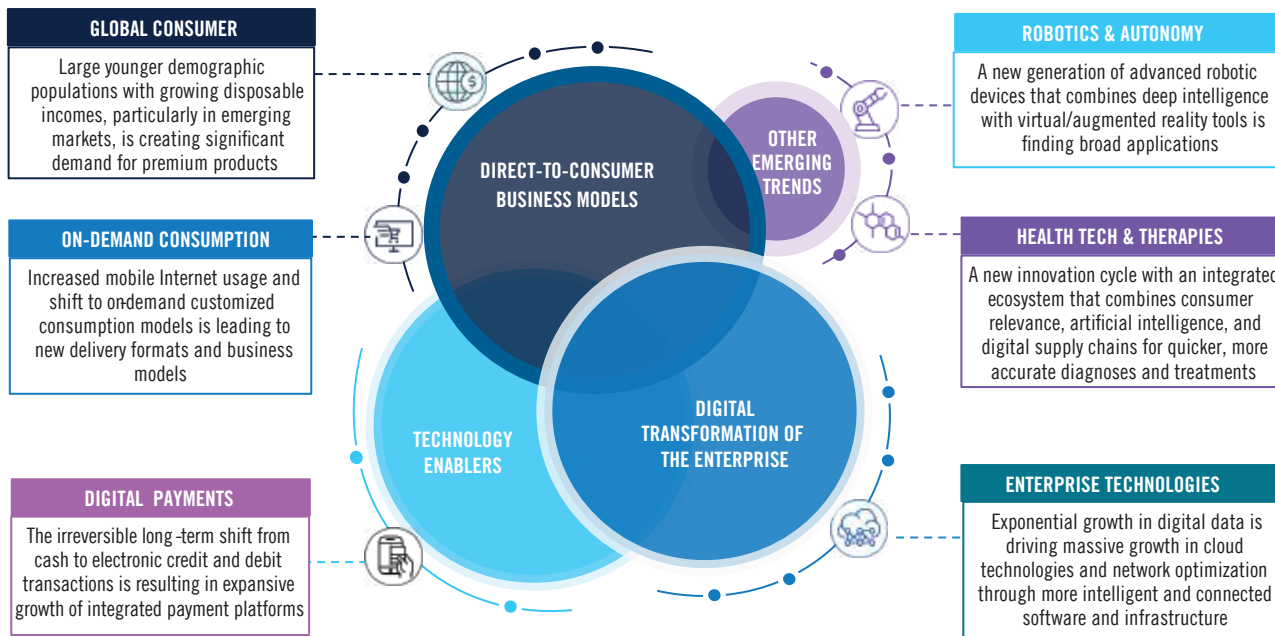 GLOBAL CONSUMER
Large younger demographic
populations with growing disposable
incomes, particularly in emerging
markets, is creating significant
demand for premium products
ON-DEMAND CONSUMPTION
Increased mobile Internet usage and
shift to on-demand customized
consumption models is leading to
new delivery formats and business
models
DIGITAL PAYMENTS
The irreversible long-term shift from
cash to electronic credit and debit
transactions is resulting in expansive
growth of integrated payment platforms
DIRECT-TO-CONSUMER
BUSINESS MODELS
OTHER
EMERGING
TRENDS
TECHNOLOGY
ENABLERS
DIGITAL
TRANSFORMATION OF
THE ENTERPRISE
ROBOTICS & AUTONOMY
A new generation of advanced robotic
devices that combines deep intelligence
with virtual/augmented reality tools is
finding broad applications
HEALTH TECH & THERAPIES
A new innovation cycle with an integrated
ecosystem that combines consumer
relevance, artificial intelligence, and
digital supply chains for quicker, more
accurate diagnoses and treatments
ENTERPRISE TECHNOLOGIES
Exponential growth in digital data is
driving massive growth in cloud
technologies and network optimization
through more intelligent and connected
software and infrastructure